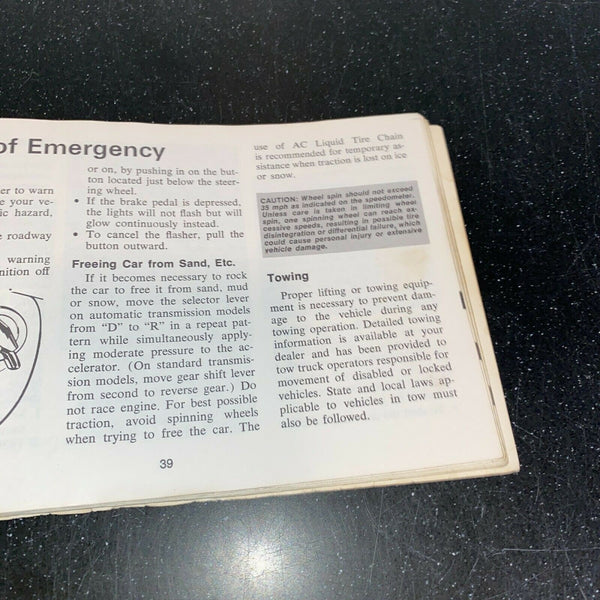 of Emergency
er to warn
e your ve-
ic hazard,
e roadway
warning
nition off
or on, by pushing in on the but-
ton located just below the steer-
ing wheel.
• If the brake pedal is depressed,
the lights will not flash but will
glow continuously instead.
• To cancel the flasher, pull the
button outward.
Freeing Car from Sand, Etc.
If it becomes necessary to rock
the car to free it from sand, mud
or snow, move the selector lever
on automatic transmission models
from “D” to “R” in a repeat pat-
tern while simultaneously apply-
ing moderate pressure to the ac-
celerator. (On standard transmis-
sion models, move gear shift lever
from second to reverse gear.) Do
not race engine. For best possible
traction, avoid spinning wheels
when trying to free the car. The
use of AC Liquid Tire Chain
is recommended for temporary as-
sistance when traction is lost on ice
or snow.
CAUTION: Wheel spin should not exceed
35 mph as indicated on the speedometer.
Unless care is taken in limiting wheel
spin, one spinning wheel can reach ex-
cessive speeds, resulting in possible tire
disintegration or differential failure, which
could cause personal injury or extensive
vehicle damage.
Towing
Proper lifting or towing equip-
ment is necessary to prevent dam-
age to the vehicle during any
towing operation. Detailed towing
information is available at your
dealer and has been provided to
tow truck operators responsible for
movement of disabled or locked
vehicles. State and local laws ap-
plicable to vehicles in tow must
also be followed.
39